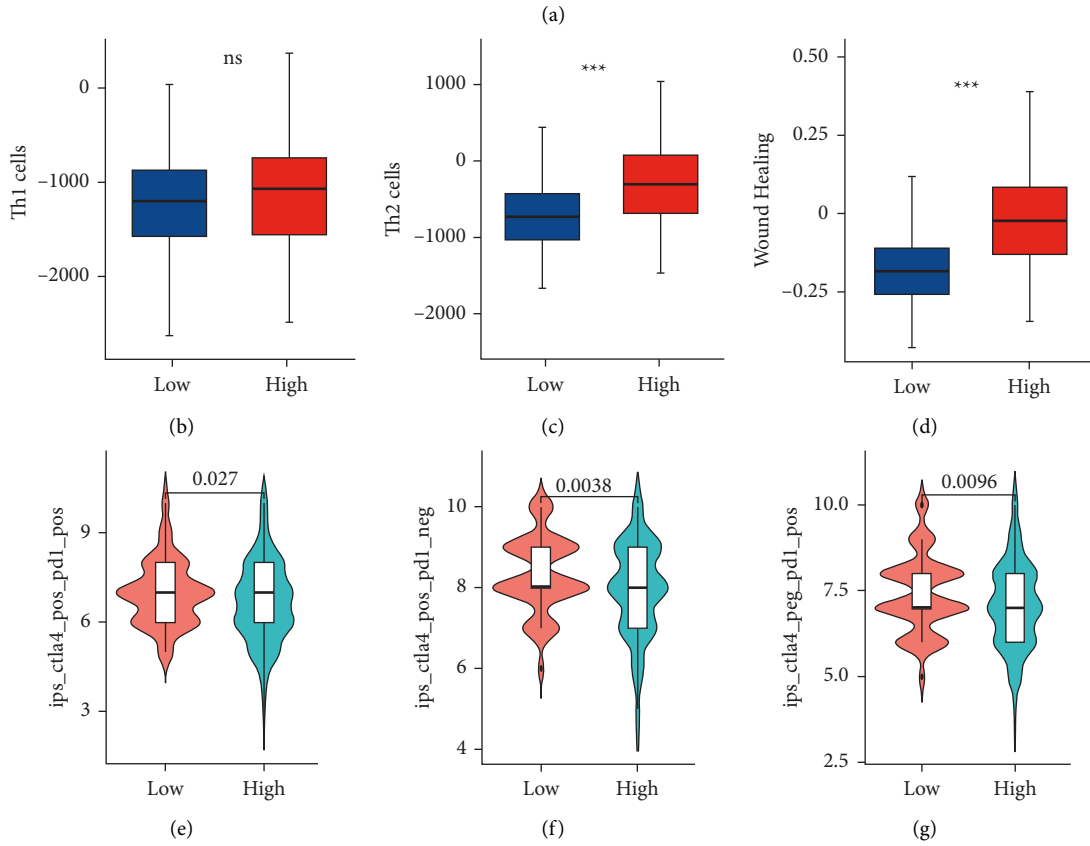 (a)
ns
0
−1000
−2000
Th1 cells
Low High
(b)
***
1000
0
−1000
−2000
Th2 cells
Low High
(c)
***
0.50
0.25
0
−0.25
Wound Healing
Low High
(d)
0.027
9
6
3
ips_ctla4_pos_pd1_pos
Low High
(e)
0.0038
10
8
6
4
ips_ctla4_pos_pd1_neg
Low High
(f)
0.0096
10.0
7.5
5.0
2.5
ips_ctla4_peg_pd1_pos
Low High
(g)